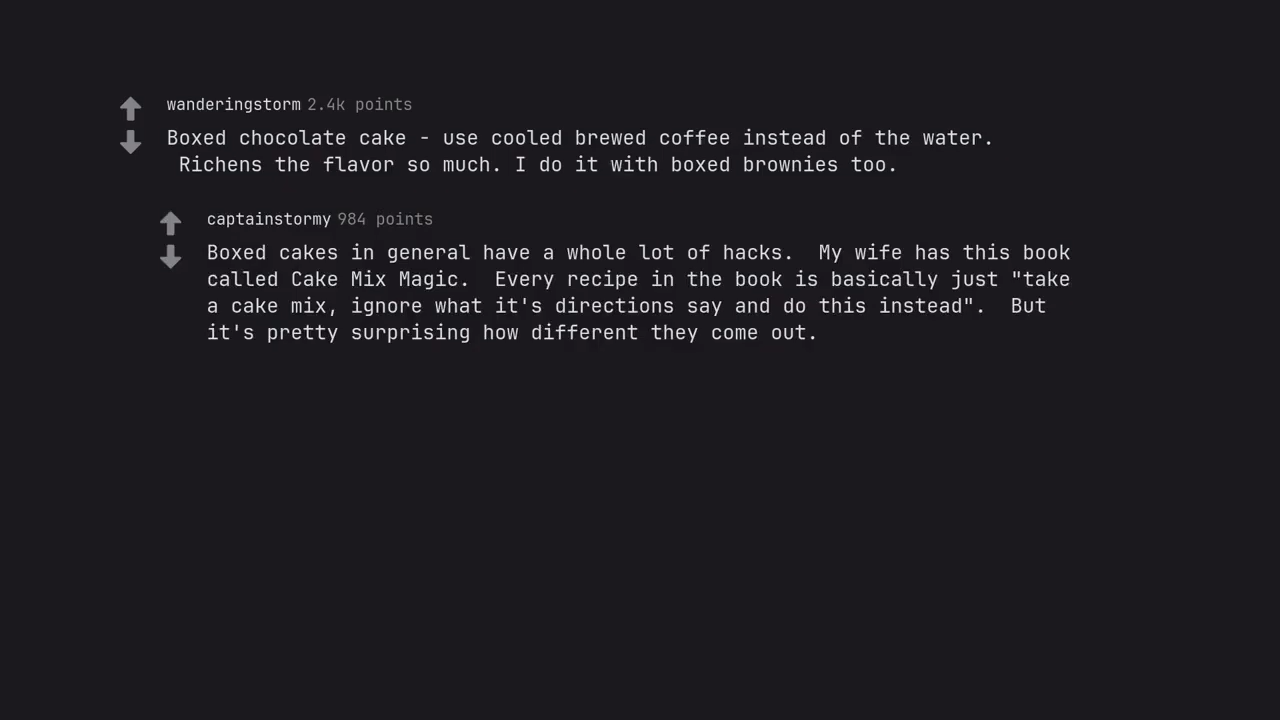 wanderingstorm 2.4k points
Boxed chocolate cake - use cooled brewed coffee instead of the water.
Richens the flavor so much. I do it with boxed brownies too.
captainstormy 984 points
Boxed cakes in general have a whole lot of hacks.  My wife has this book
called Cake Mix Magic.  Every recipe in the book is basically just "take
a cake mix, ignore what it's directions say and do this instead".  But
it's pretty surprising how different they come out.